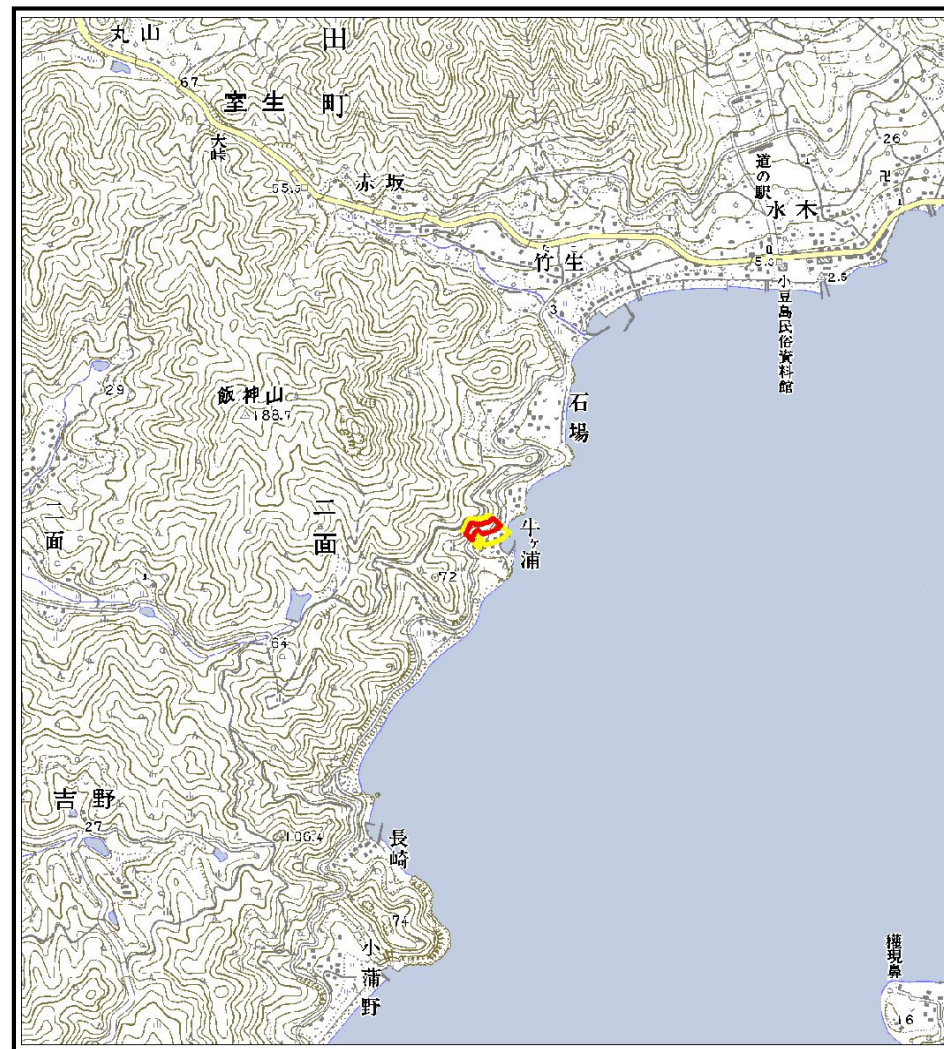 丸山
田
67
室生町
大峠
55.5
赤坂
竹生
3
道の駅
水木
26
5.3
2.5
小豆島民俗資料館
石場
飯神山
188.7
29
二面
二面
牛ヶ浦
72
64
吉野
27
106.4
長崎
74
小蒲野
権現鼻
16